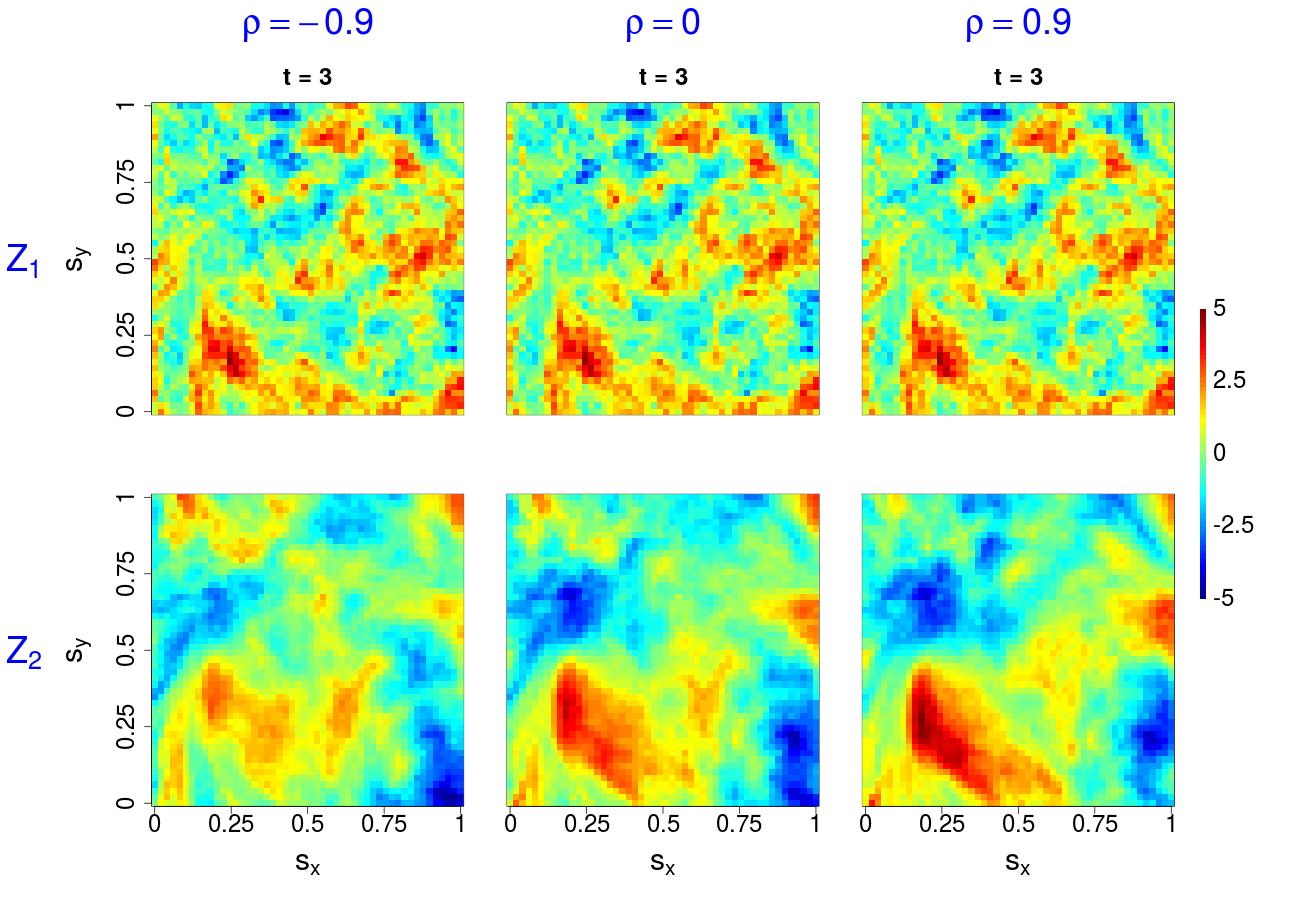 ρ = −0.9 ρ = 0 ρ = 0.9
t = 3 t = 3 t = 3
Z1 sy 0 0.25 0.5 0.75 1
5
2.5
0
-2.5
-5
Z2 sy 0 0.25 0.5 0.75 1
0 0.25 0.5 0.75 1 0 0.25 0.5 0.75 1 0 0.25 0.5 0.75 1
sx sx sx